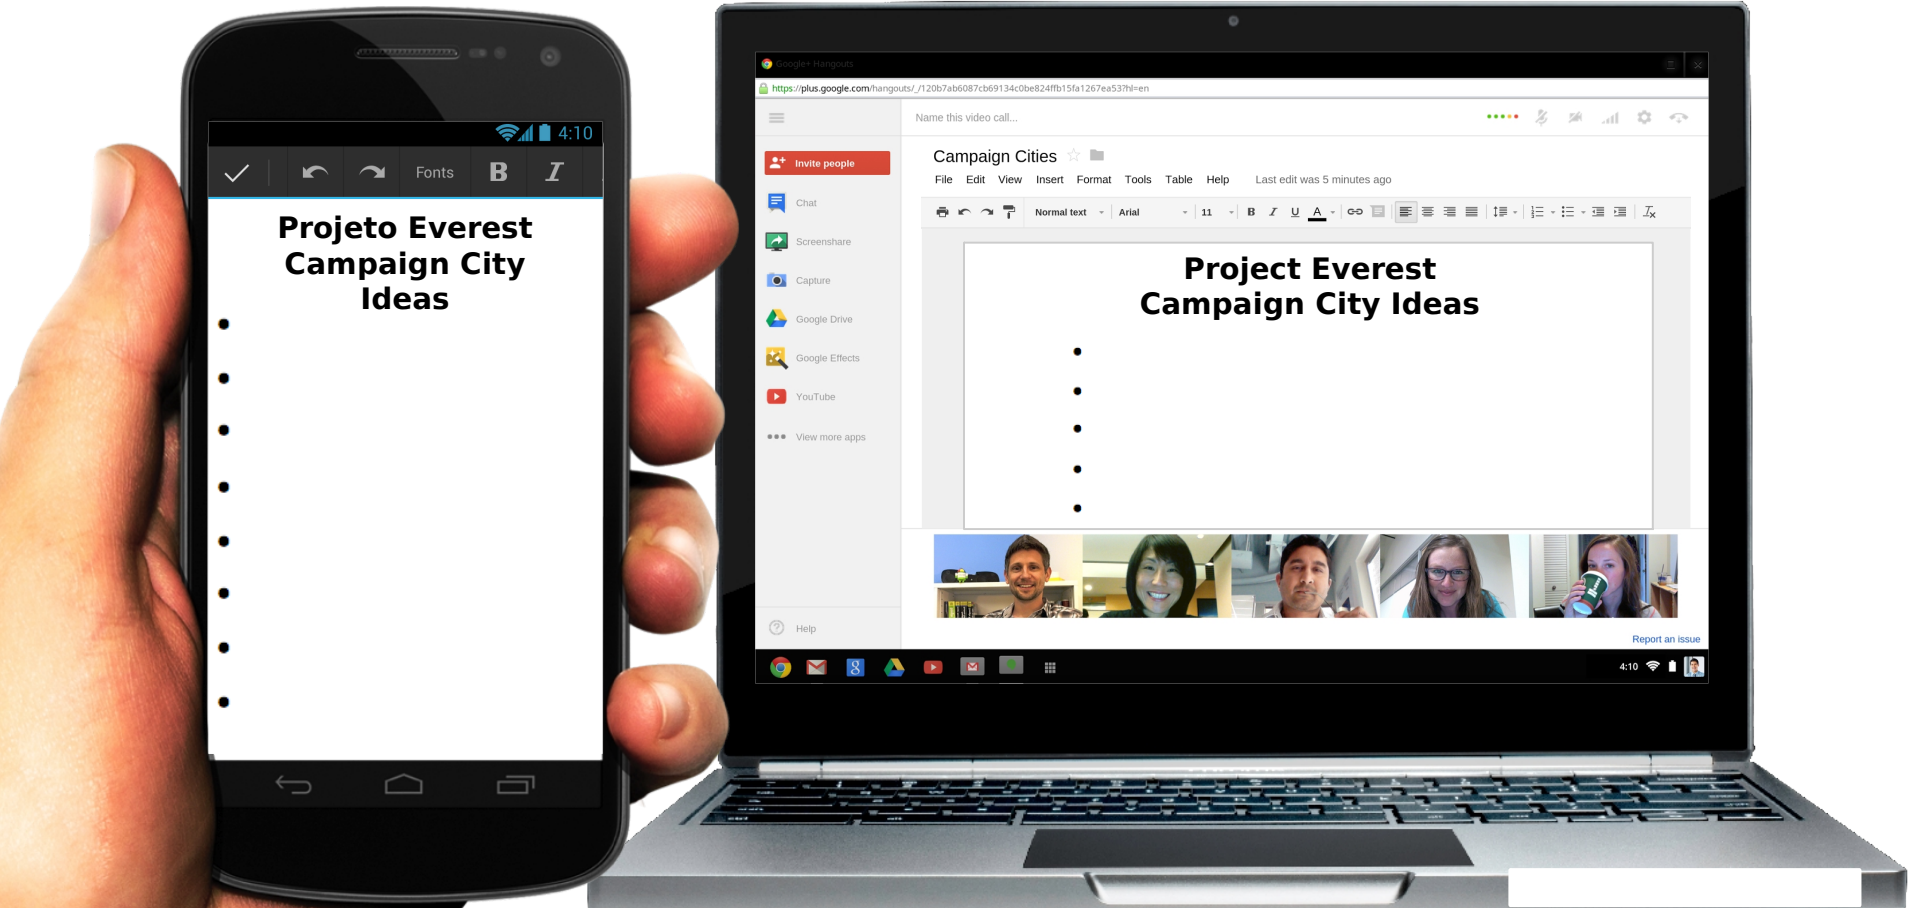 4:10
Fonts B I
Projeto Everest
Campaign City
Ideas
Google+ Hangouts
https://plus.google.com/hangouts/_/120b7ab6087cb69134c0be824ffb15fa1267ea53?hl=en
Name this video call...
Invite people
Chat
Screenshare
Capture
Google Drive
Google Effects
YouTube
View more apps
Help
Campaign Cities
File Edit View Insert Format Tools Table Help Last edit was 5 minutes ago
Normal text Arial 11 B I U A
Project Everest
Campaign City Ideas
Report an issue
4:10